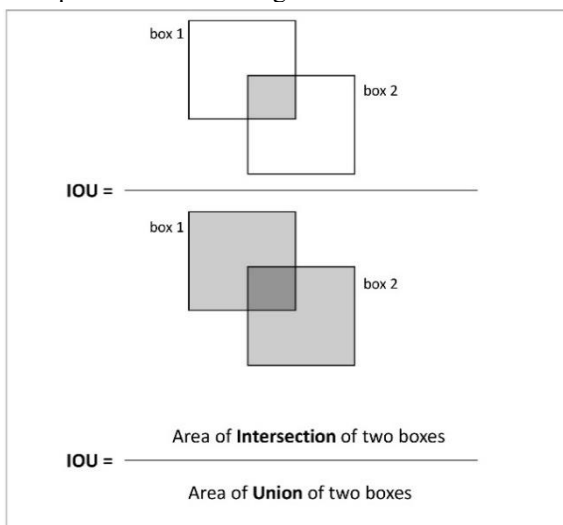 box 1
box 2
IOU =
box 1
box 2
Area of Intersection of two boxes
IOU =
Area of Union of two boxes